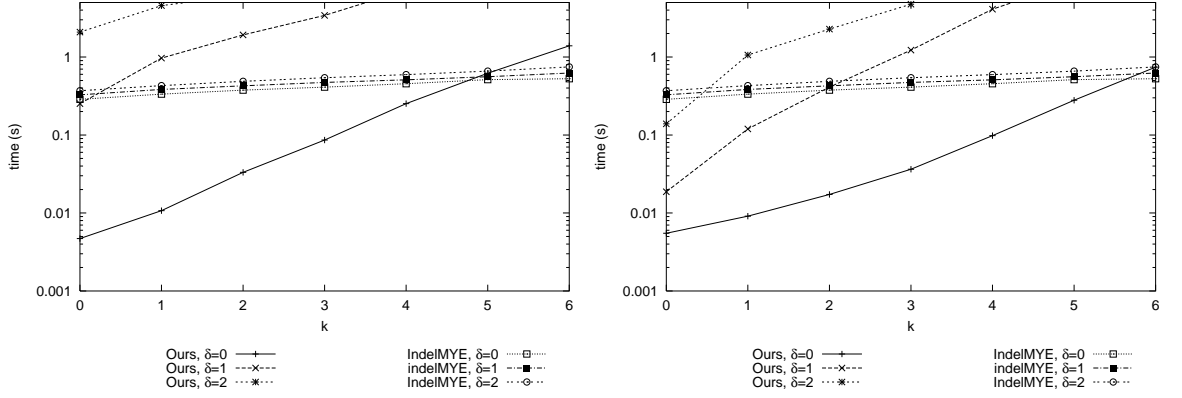 1
0.1
0.01
0.001
time (s)
0 1 2 3 4 5 6
k
Ours, δ=0
Ours, δ=1
Ours, δ=2
IndelMYE, δ=0
indelMYE, δ=1
IndelMYE, δ=2
1
0.1
0.01
0.001
time (s)
0 1 2 3 4 5 6
k
Ours, δ=0
Ours, δ=1
Ours, δ=2
IndelMYE, δ=0
indelMYE, δ=1
IndelMYE, δ=2